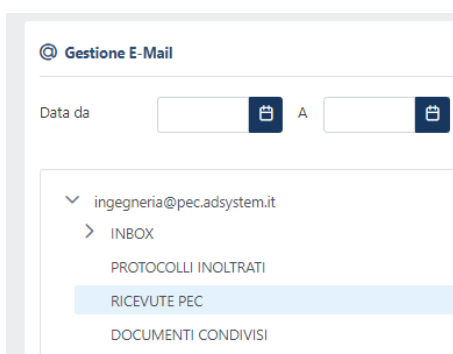 @ Gestione E-Mail
Data da A
ingegneria@pec.adsystem.it
INBOX
PROTOCOLLI INOLTRATI
RICEVUTE PEC
DOCUMENTI CONDIVISI